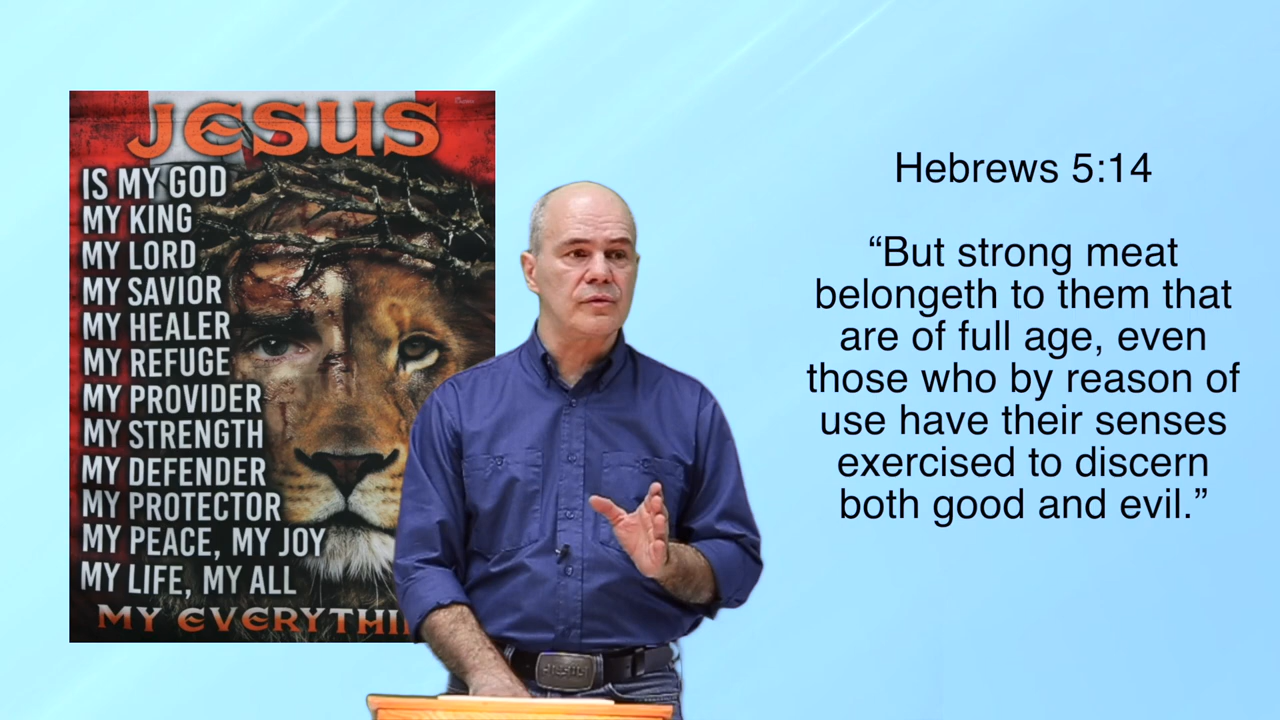 JESUS
IS MY GOD
MY KING
MY LORD
MY SAVIOR
MY HEALER
MY REFUGE
MY PROVIDER
MY STRENGTH
MY DEFENDER
MY PROTECTOR
MY PEACE, MY JOY
MY LIFE, MY ALL
MY EVERYTHI
JESUS
Hebrews 5:14
“But strong meat
belongeth to them that
are of full age, even
those who by reason of
use have their senses
exercised to discern
both good and evil.”